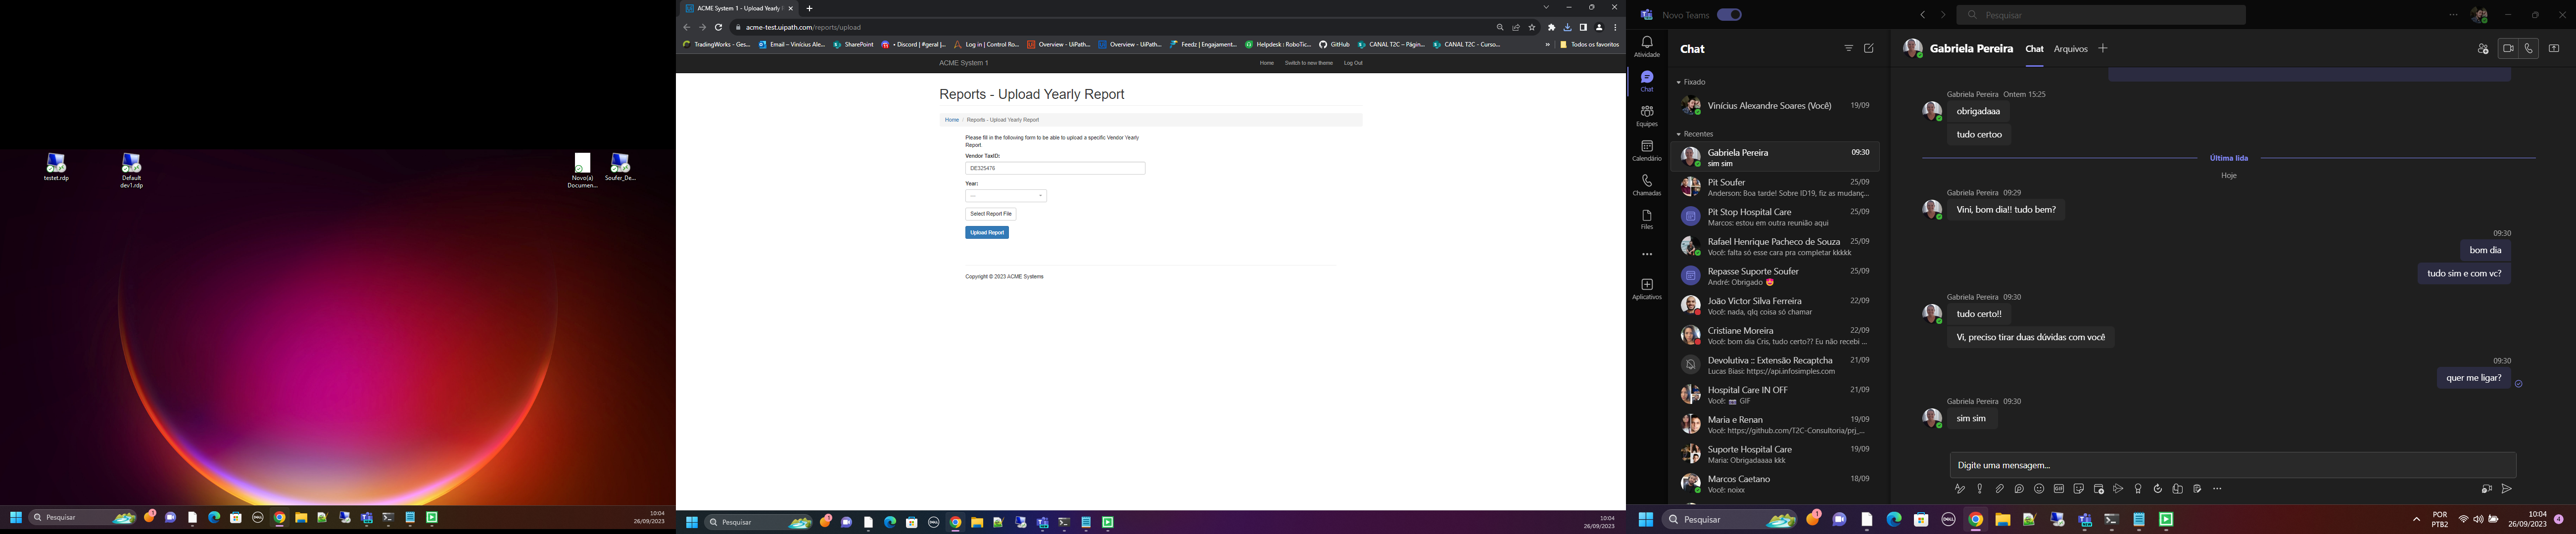 testet.rdp
Default
dev1.rdp
Novo(a)
Documen...
Soufer_De...
Pesquisar
10:04
26/09/2023
ACME System 1 - Upload Yearly
acme-test.uipath.com/reports/upload
TradingWorks - Ges...
Email – Vinícius Ale...
SharePoint
• Discord | #geral |...
Log in | Control Ro...
Overview - UiPath...
Overview - UiPath...
Feedz | Engajament...
Helpdesk : RoboTic...
GitHub
CANAL T2C – Págin...
CANAL T2C - Curso...
»
Todos os favoritos
ACME System 1
Home
Switch to new theme
Log Out
Reports - Upload Yearly Report
Home / Reports - Upload Yearly Report
Please fill in the following form to be able to upload a specific Vendor Yearly
Report
Vendor TaxID:
DE325476
Year:
---
Select Report File
Upload Report
Copyright © 2023 ACME Systems
Pesquisar
10:04
26/09/2023
Novo Teams
Pesquisar
Atividade
Chat
Equipes
Calendário
Chamadas
Files
Aplicativos
Chat
Fixado
Vinícius Alexandre Soares (Você) 19/09
Recentes
Gabriela Pereira 09:30
sim sim
Pit Soufer 25/09
Anderson: Boa tarde! Sobre ID19, fiz as mudanç...
Pit Stop Hospital Care 25/09
Marcos: estou em outra reunião aqui
Rafael Henrique Pacheco de Souza 25/09
Você: falta só esse cara pra completar kkkkk
Repasse Suporte Soufer 25/09
André: Obrigado 😍
João Victor Silva Ferreira 22/09
Você: nada, qlq coisa só chamar
Cristiane Moreira 22/09
Você: bom dia Cris, tudo certo?? Eu não recebi ...
Devolutiva :: Extensão Recaptcha 21/09
Lucas Biasi: https://api.infosimples.com
Hospital Care IN OFF 21/09
Você: GIF
Maria e Renan 19/09
Você: https://github.com/T2C-Consultoria/prj_...
Suporte Hospital Care 19/09
Maria: Obrigadaaaa kkk
Marcos Caetano 18/09
Você: noixx
Gabriela Pereira
Chat
Arquivos
Gabriela Pereira Ontem 15:25
obrigadaaa
tudo certoo
Última lida
Hoje
Gabriela Pereira 09:29
Vini, bom dia!! tudo bem?
09:30
bom dia
tudo sim e com vc?
Gabriela Pereira 09:30
tudo certo!!
Vi, preciso tirar duas dúvidas com você
09:30
quer me ligar?
Gabriela Pereira 09:30
sim sim
Digite uma mensagem...
Pesquisar
1
POR
PTB2
10:04
26/09/2023
4